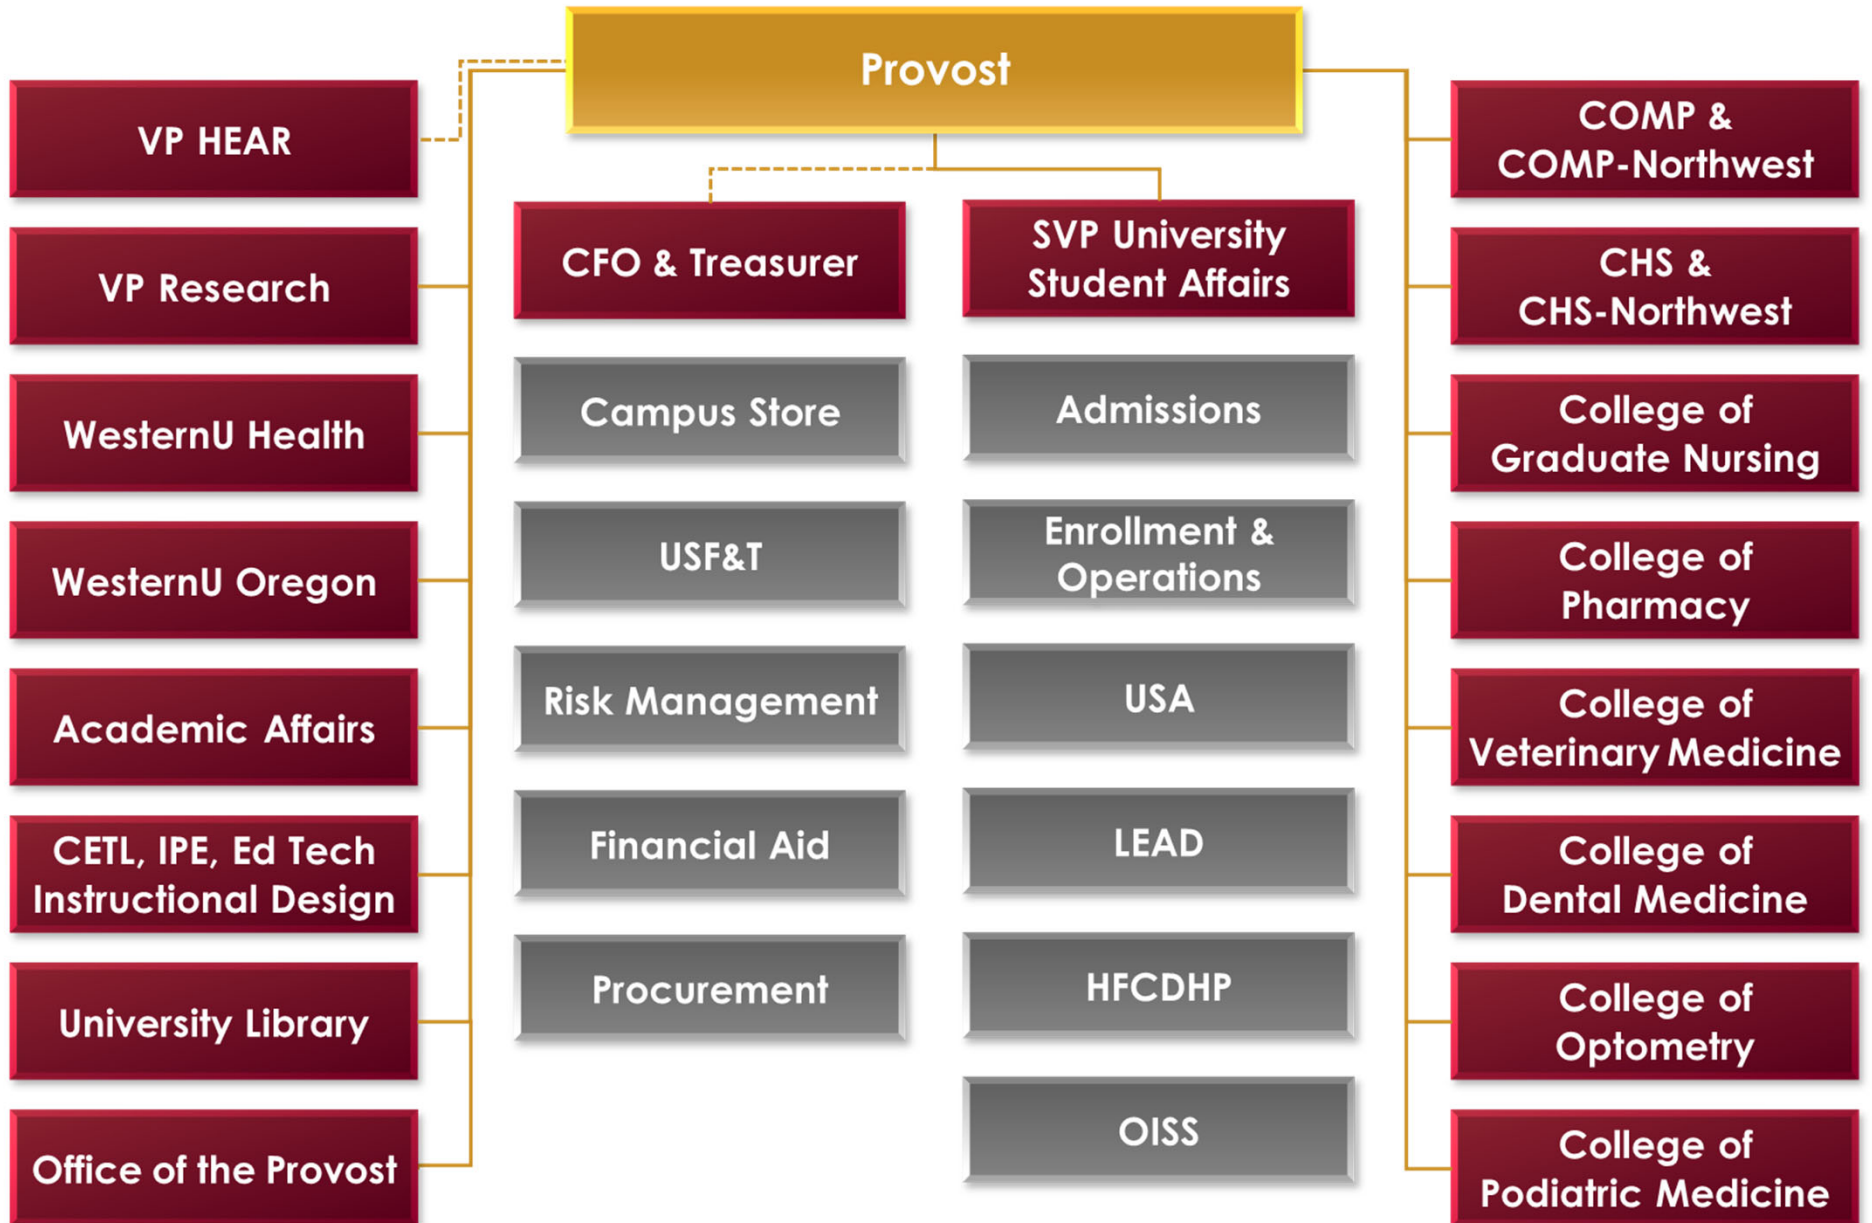 Provost
VP HEAR
VP Research
WesternU Health
WesternU Oregon
Academic Affairs
CETL, IPE, Ed Tech
Instructional Design
University Library
Office of the Provost
CFO & Treasurer
Campus Store
USF&T
Risk Management
Financial Aid
Procurement
SVP University
Student Affairs
Admissions
Enrollment &
Operations
USA
LEAD
HFCDHP
OISS
COMP &
COMP-Northwest
CHS &
CHS-Northwest
College of
Graduate Nursing
College of
Pharmacy
College of
Veterinary Medicine
College of
Dental Medicine
College of
Optometry
College of
Podiatric Medicine